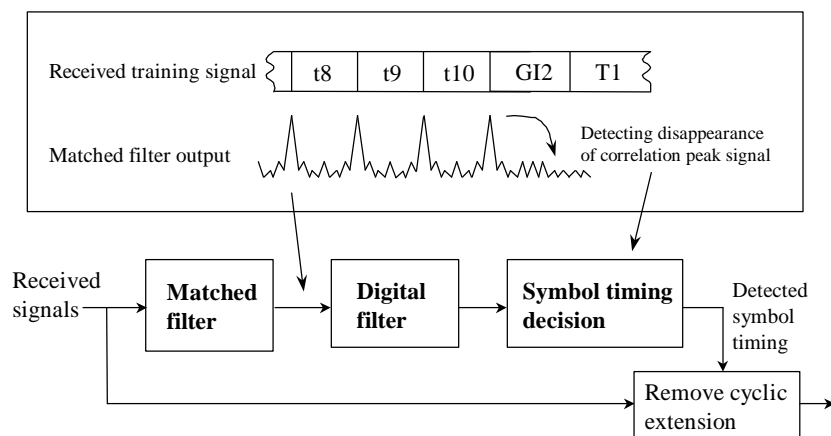 Received training signal
t8 t9 t10 GI2 T1
Matched filter output
Detecting disappearance
of correlation peak signal
Received
signals
Matched
filter
Digital
filter
Symbol timing
decision
Detected
symbol
timing
Remove cyclic
extension